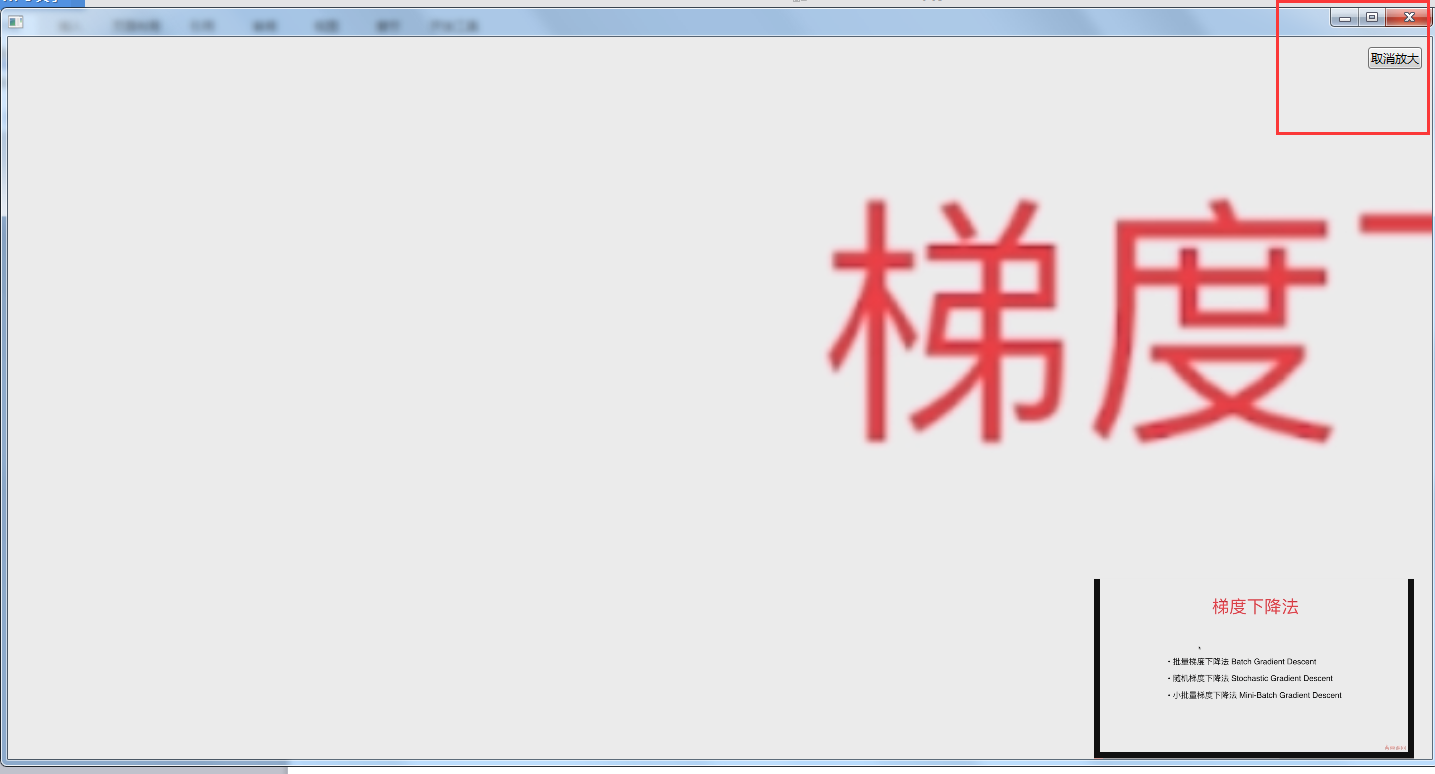 取消放大
梯度
梯度下降法
• 批量梯度下降法 Batch Gradient Descent
• 随机梯度下降法 Stochastic Gradient Descent
• 小批量梯度下降法 Mini-Batch Gradient Descent